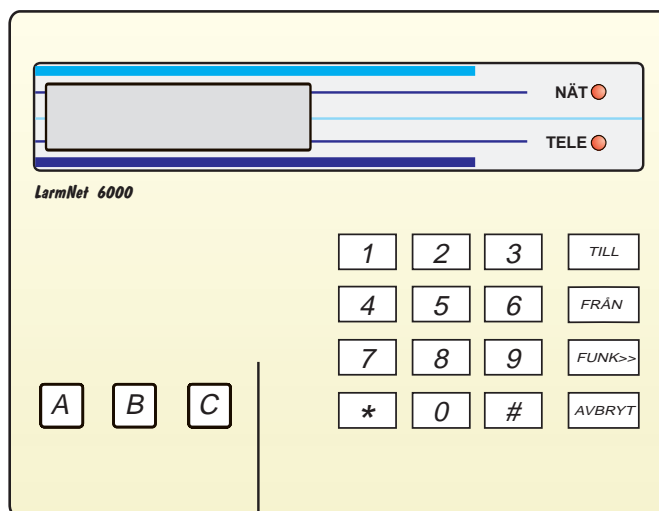 NÄT
TELE
LarmNet 6000
1 2 3 TILL
4 5 6 FRÅN
7 8 9 FUNK>>
A B C
* 0 # AVBRYT